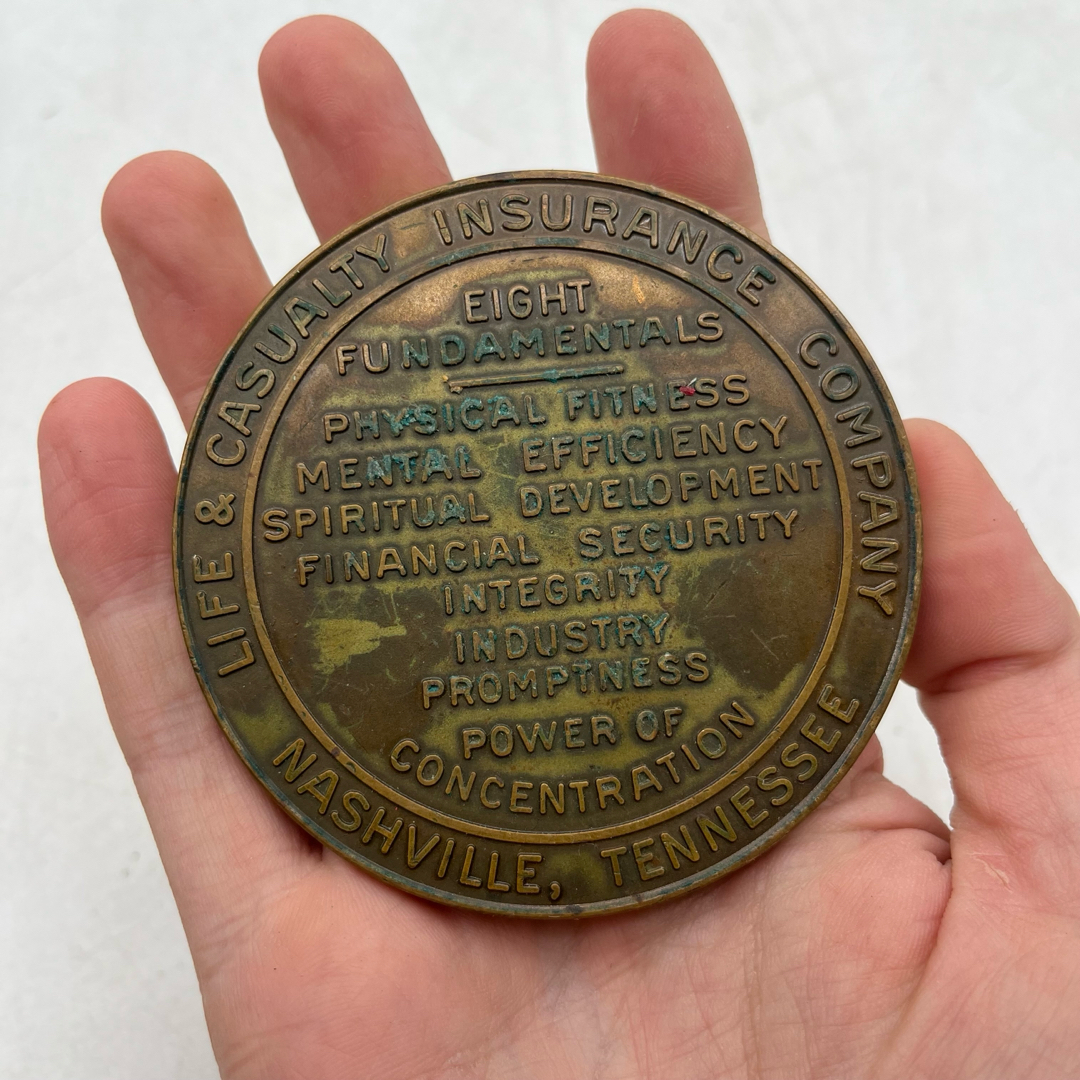 LIFE & CASUALTY INSURANCE COMPANY
EIGHT
FUNDAMENTALS
PHYSICAL FITNESS
MENTAL EFFICIENCY
SPIRITUAL DEVELOPMENT
FINANCIAL SECURITY
INTEGRITY
INDUSTRY
PROMPTNESS
POWER OF
CONCENTRATION
NASHVILLE, TENNESSEE